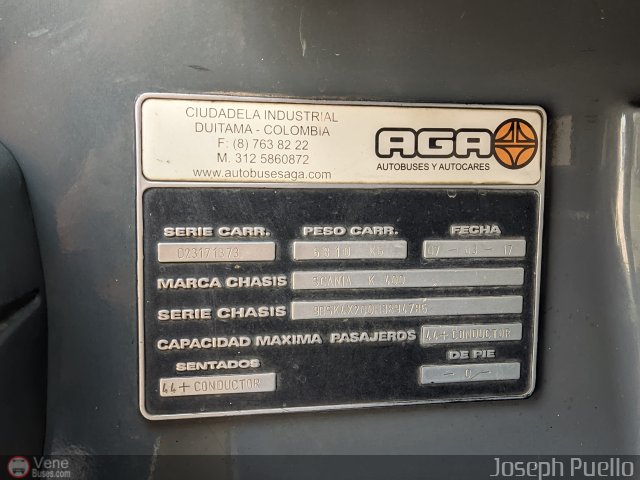 CIUDADELA INDUSTRIAL
DUITAMA - COLOMBIA
F: (8) 763 82 22
M. 312 5860872
www.autobusesaga.com
AGA
AUTOBUSES Y AUTOCARES
SERIE CARR. PESO CARR. FECHA
023171373
MARCA CHASIS SCANIA K 400
SERIE CHASIS
CAPACIDAD MAXIMA PASAJEROS 44+CONDUCTOR
SENTADOS DE PIE
44+CONDUCTOR -0-
Vene
Buses.com
Joseph Puello